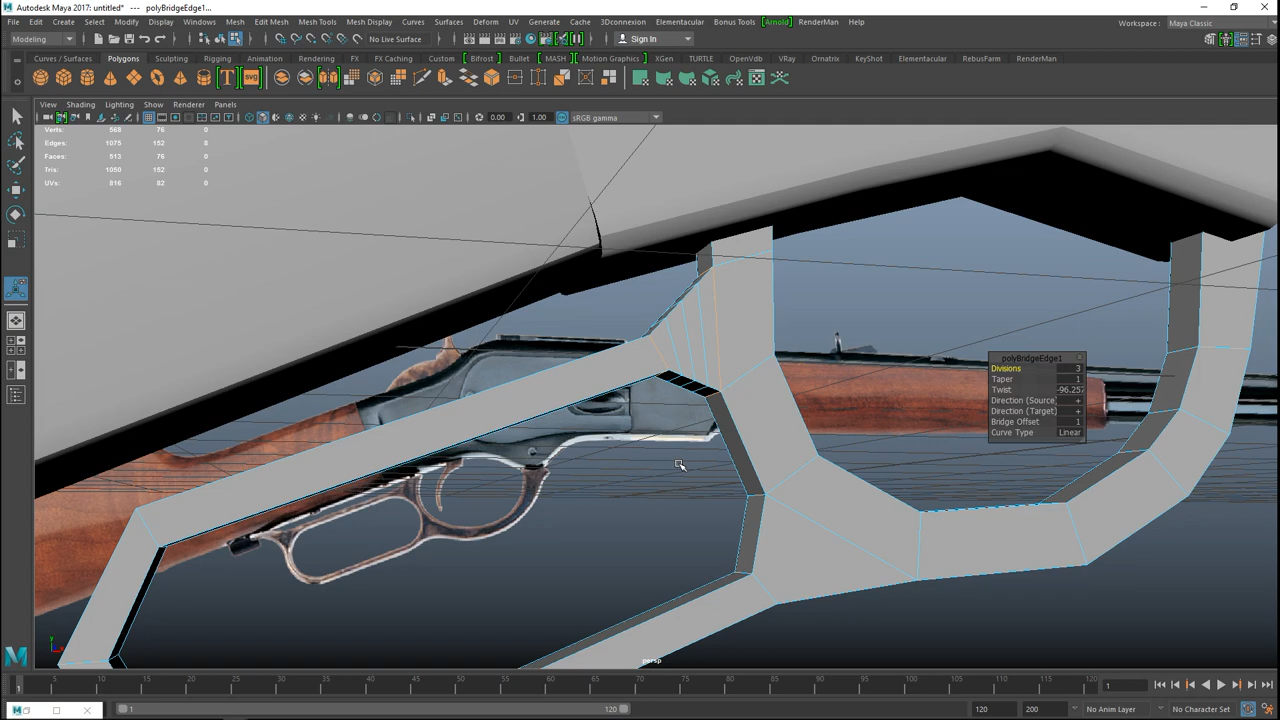 Autodesk Maya 2017: untitled*   ---   polyBridgeEdge1...
File Edit Create Select Modify Display Windows Mesh Edit Mesh Mesh Tools Mesh Display Curves Surfaces Deform UV Generate Cache 3Dconnexion Elementacular Bonus Tools [Arnold] RenderMan Help
Workspace : Maya Classic
Modeling No Live Surface Sign In
Curves / Surfaces Polygons Sculpting Rigging Animation Rendering FX FX Caching Custom Bifrost Bullet MASH Motion Graphics XGen TURTLE OpenVdb VRay Ornatrix KeyShot Elementacular RebusFarm RenderMan
T SVG
View Shading Lighting Show Renderer Panels
0.00 1.00 sRGB gamma
Verts: 568 76 0
Edges: 1075 152 8
Faces: 513 76 0
Tris: 1050 152 0
UVs: 816 82 0
polyBridgeEdge1
Divisions 3
Taper 1
Twist -96.257
Direction (Source) +
Direction (Target) +
Bridge Offset 1
Curve Type Linear
y x
persp
5 10 15 20 25 30 35 40 45 50 55 60 65 70 75 80 85 90 95 100 105 110 115 120
1 1
1 120 120 200 No Anim Layer No Character Set